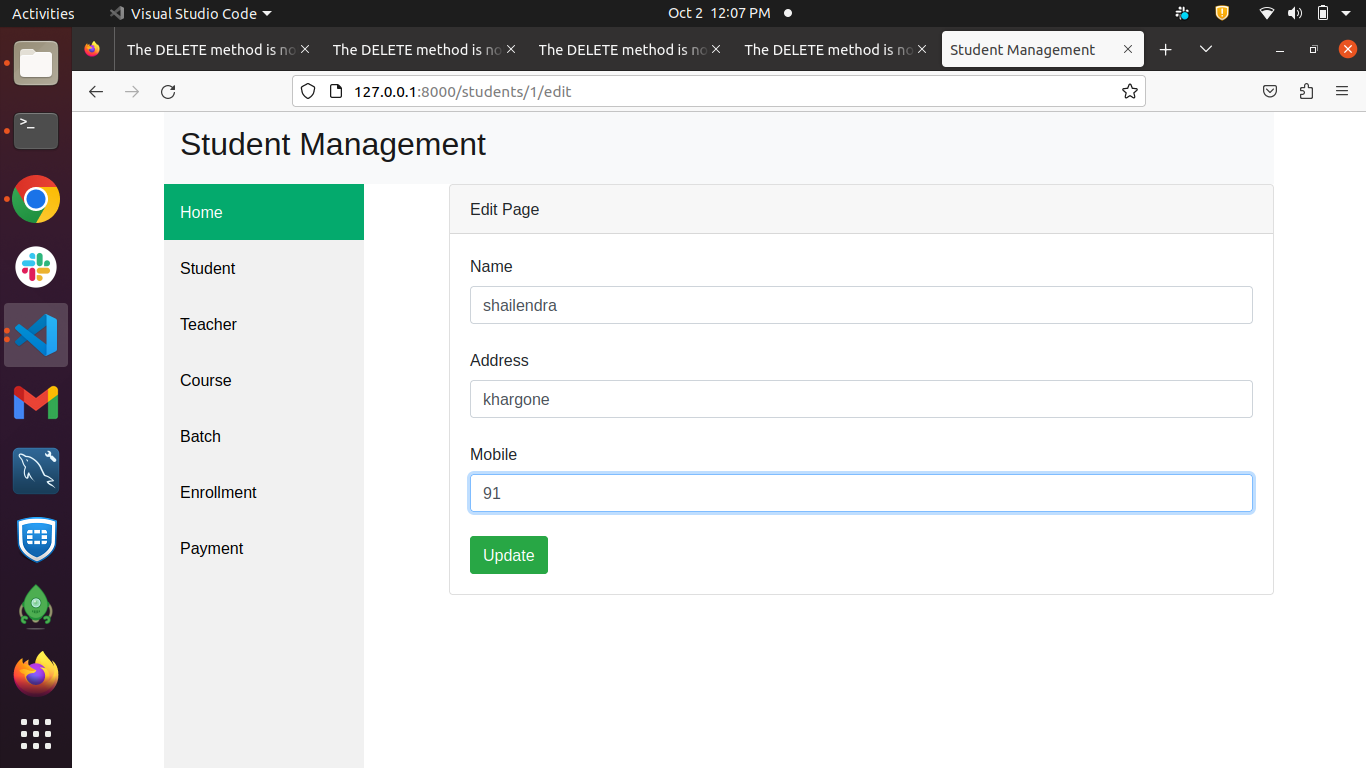 Activities Visual Studio Code Oct 2 12:07 PM
The DELETE method is no The DELETE method is no The DELETE method is no The DELETE method is no Student Management
127.0.0.1:8000/students/1/edit
Student Management
Home
Student
Teacher
Course
Batch
Enrollment
Payment
Edit Page
Name
shailendra
Address
khargone
Mobile
91
Update